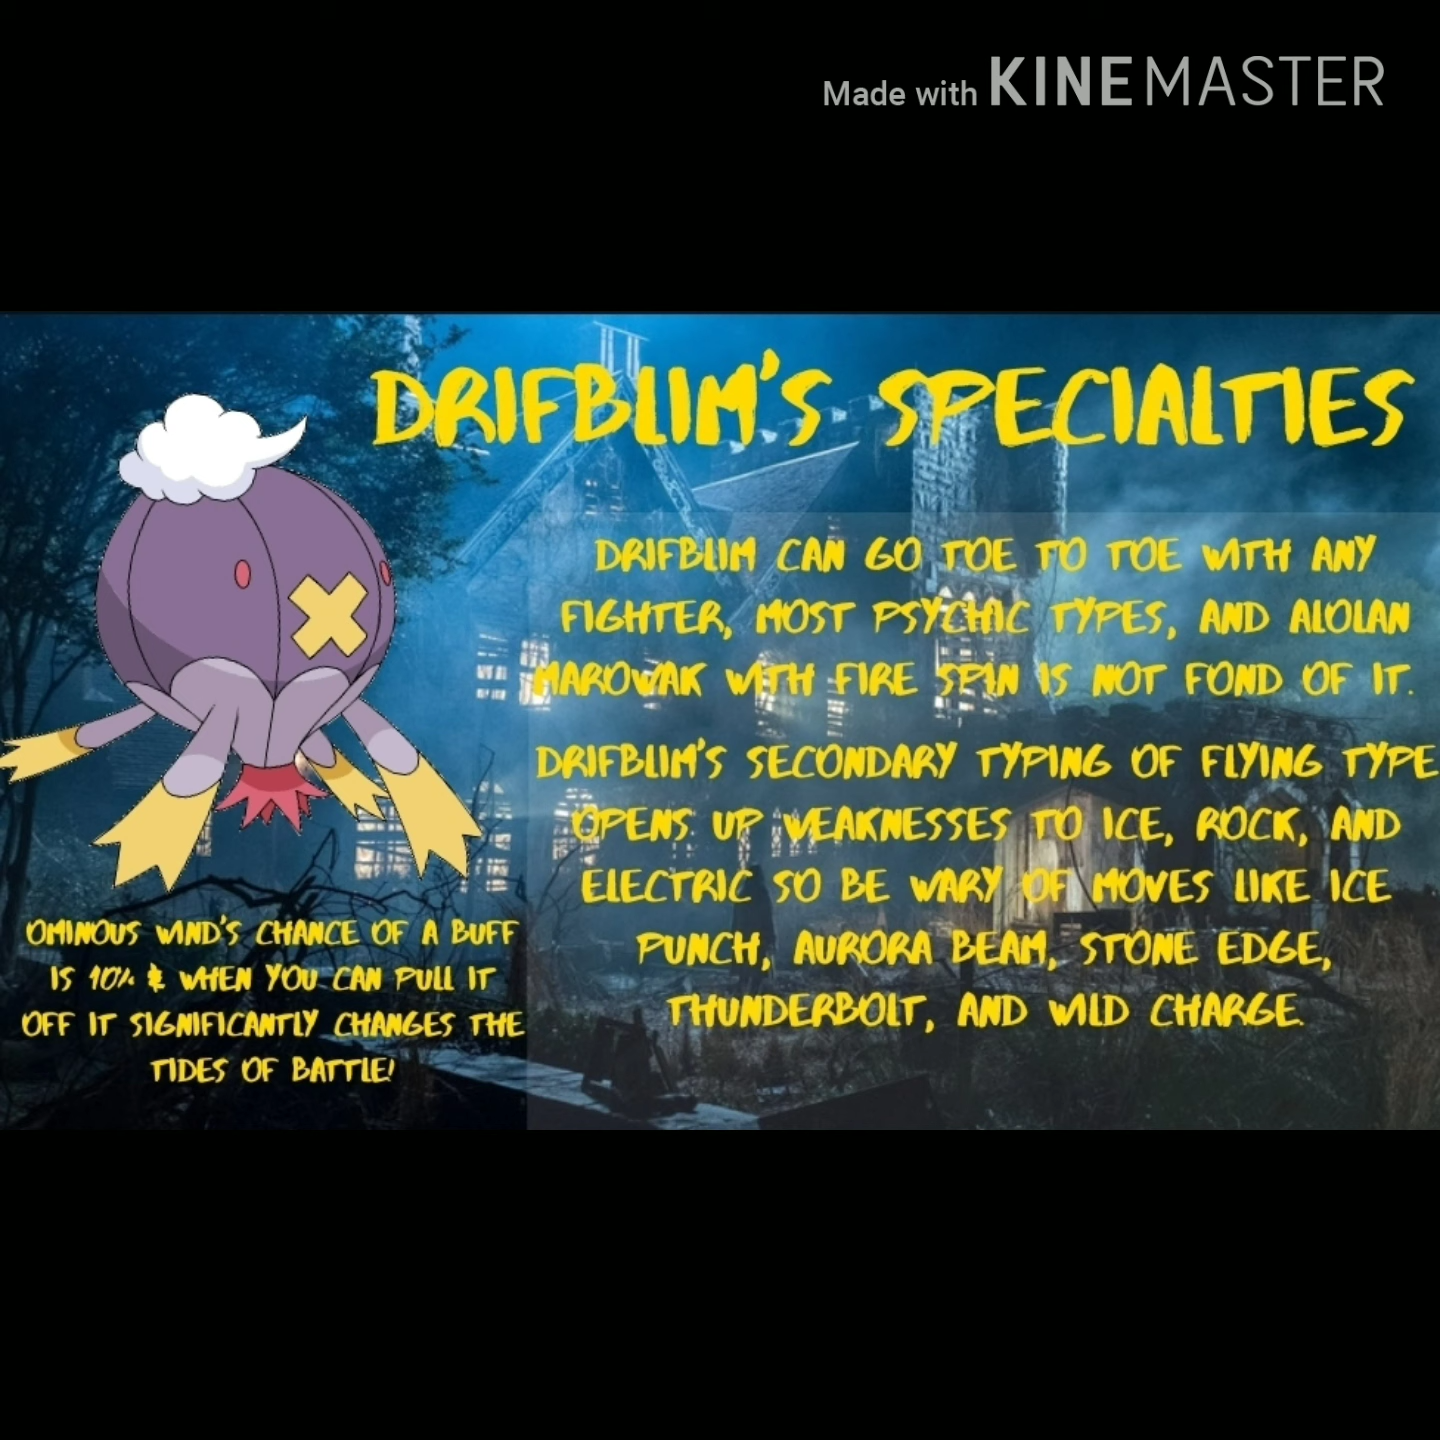 Made with KINEMASTER
DRIFBLIM'S SPECIALTIES
DRIFBLIM CAN GO TOE TO TOE WITH ANY
FIGHTER, MOST PSYCHIC TYPES, AND ALOLAN
MAROWAK WITH FIRE SPIN IS NOT FOND OF IT.
DRIFBLIM'S SECONDARY TYPING OF FLYING TYPE
OPENS UP WEAKNESSES TO ICE, ROCK, AND
ELECTRIC SO BE WARY OF MOVES LIKE ICE
PUNCH, AURORA BEAM, STONE EDGE,
THUNDERBOLT, AND WILD CHARGE.
OMINOUS WIND'S CHANCE OF A BUFF
IS 10% & WHEN YOU CAN PULL IT
OFF IT SIGNIFICANTLY CHANGES THE
TIDES OF BATTLE!